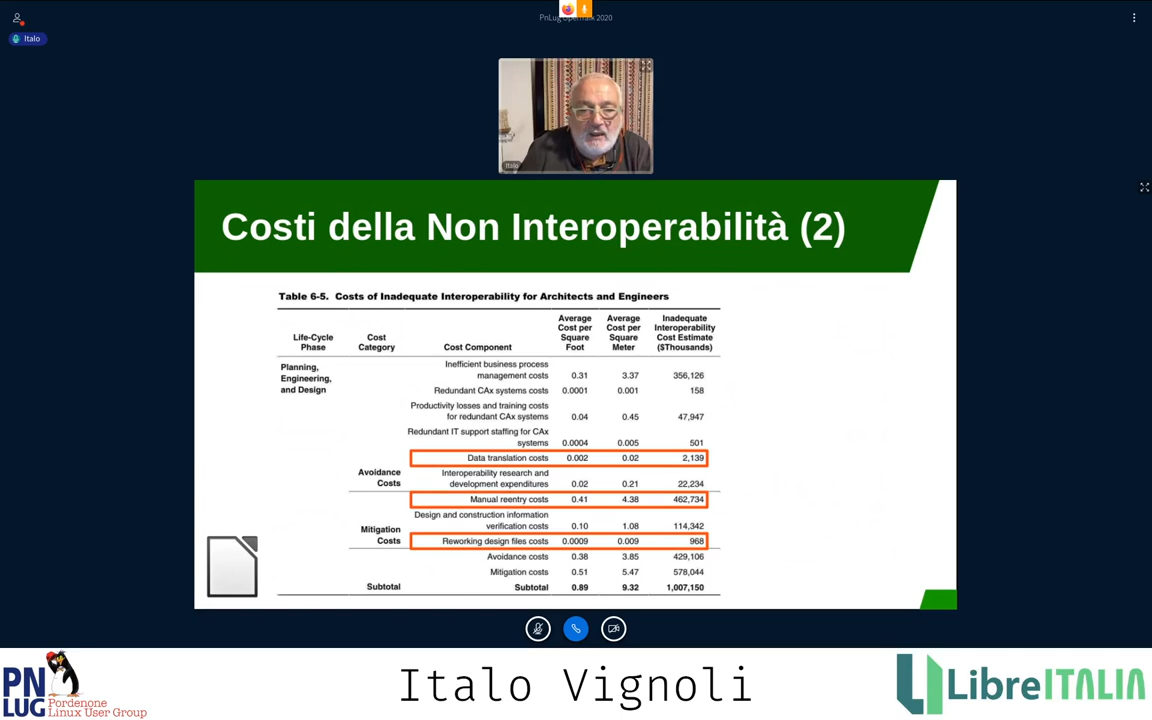 PnLug OpenTalk 2020
Italo
Italo
Costi della Non Interoperabilità (2)
Table 6-5. Costs of Inadequate Interoperability for Architects and Engineers
Life-Cycle Phase
Cost Category
Cost Component
Average Cost per Square Foot
Average Cost per Square Meter
Inadequate Interoperability Cost Estimate ($Thousands)
Planning, Engineering, and Design
Inefficient business process management costs 0.31 3.37 356,126
Redundant CAx systems costs 0.0001 0.001 158
Productivity losses and training costs for redundant CAx systems 0.04 0.45 47,947
Redundant IT support staffing for CAx systems 0.0004 0.005 501
Data translation costs 0.002 0.02 2,139
Avoidance Costs
Interoperability research and development expenditures 0.02 0.21 22,234
Manual reentry costs 0.41 4.38 462,734
Mitigation Costs
Design and construction information verification costs 0.10 1.08 114,342
Reworking design files costs 0.0009 0.009 968
Avoidance costs 0.38 3.85 429,106
Mitigation costs 0.51 5.47 578,044
Subtotal Subtotal 0.89 9.32 1,007,150
PN LUG
Pordenone
Linux User Group
Italo Vignoli
LibreITALIA